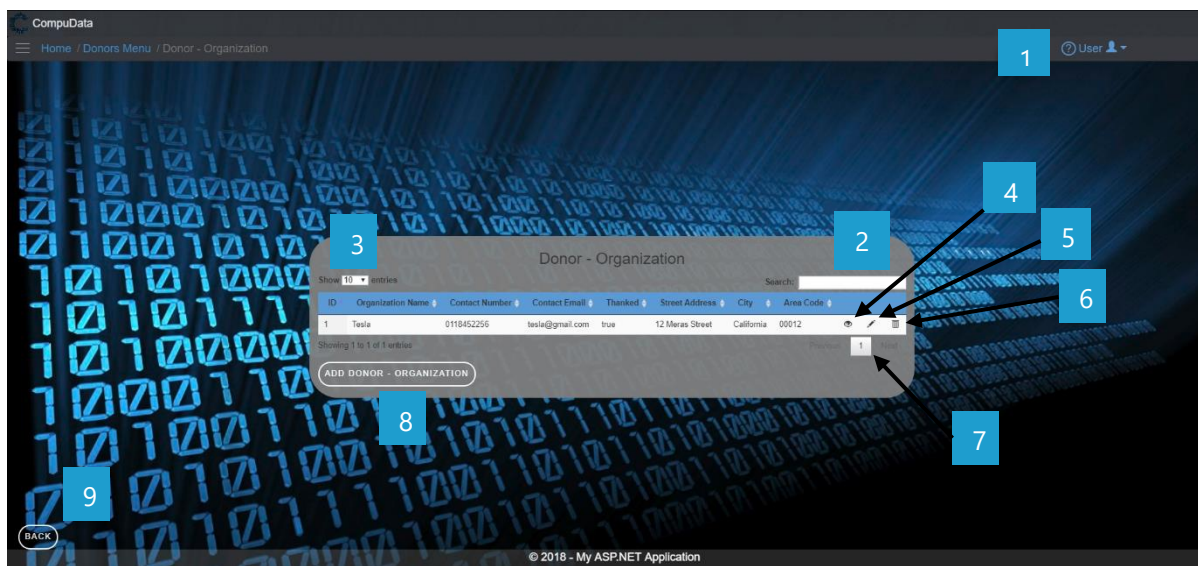 CompuData
Home / Donors Menu / Donor - Organization
1
User
4
3
2
5
Donor - Organization
Show 10 entries
Search:
6
ID Organization Name Contact Number Contact Email Thanked Street Address City Area Code
1 Tesla 0118452256 tesla@gmail.com true 12 Meras Street California 00012
Showing 1 to 1 of 1 entries
Previous 1 Next
ADD DONOR - ORGANIZATION
8
7
9
BACK
© 2018 - My ASP.NET Application